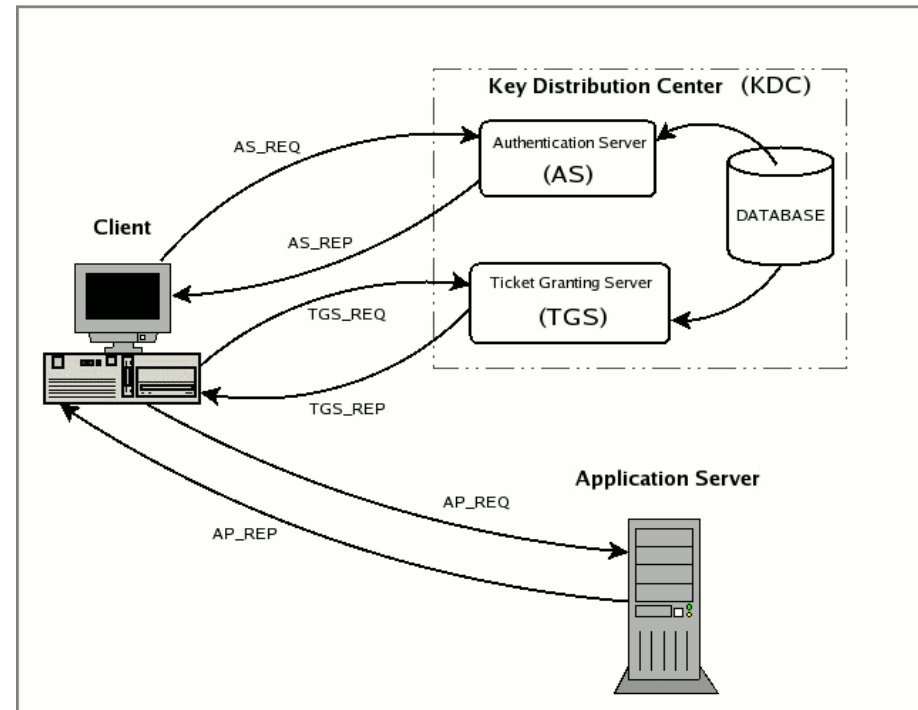 Key Distribution Center (KDC)
AS_REQ
Authentication Server
(AS)
DATABASE
Client
AS_REP
Ticket Granting Server
(TGS)
TGS_REQ
TGS_REP
Application Server
AP_REQ
AP_REP